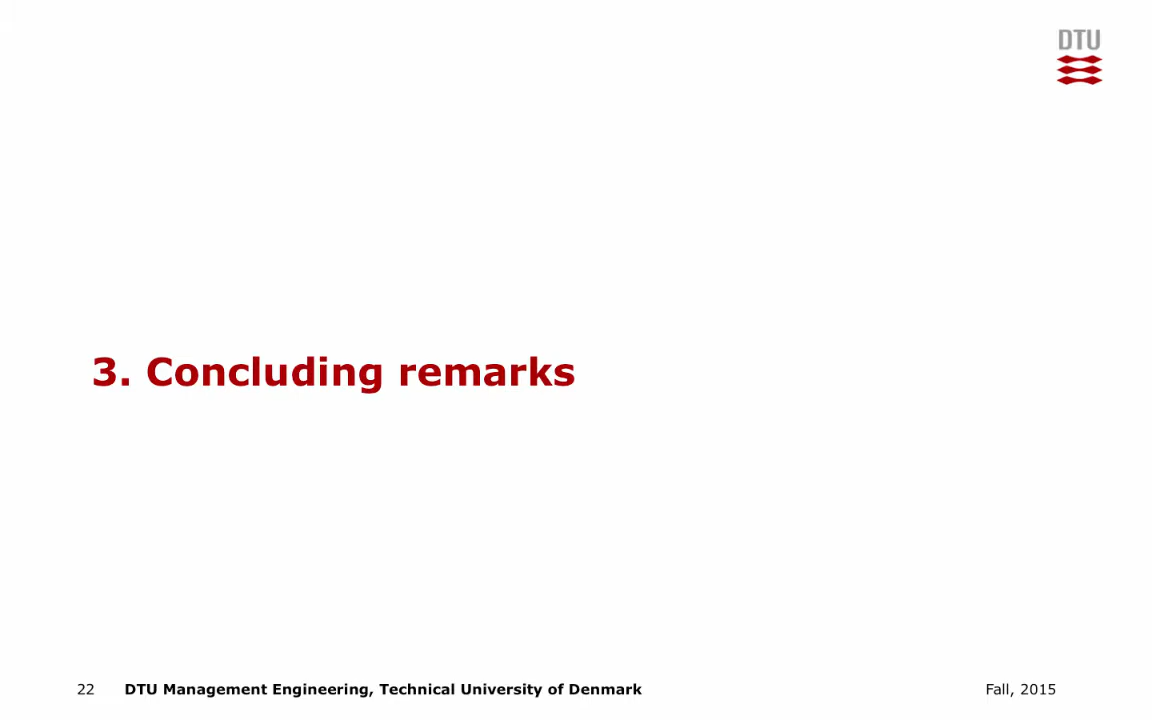 DTU
3. Concluding remarks
22 DTU Management Engineering, Technical University of Denmark Fall, 2015